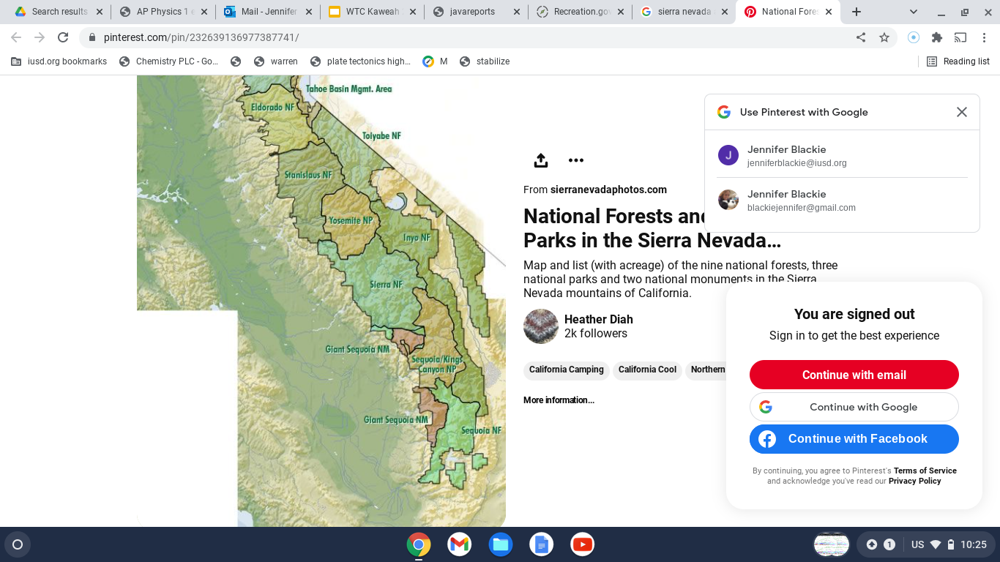 Search results
AP Physics 1 e
Mail - Jennifer
WTC Kaweah
javareports
Recreation.gov
sierra nevada
National Fores
pinterest.com/pin/232639136977387741/
iusd.org bookmarks
Chemistry PLC - Go...
warren
plate tectonics high...
M
stabilize
Reading list
Tahoe Basin Mgmt. Area
Eldorado NF
Toiyabe NF
Stanislaus NF
Yosemite NP
Inyo NF
Sierra NF
Giant Sequoia NM
Sequoia/Kings
Canyon NP
Giant Sequoia NM
Sequoia NF
From sierranevadaphotos.com
National Forests and
Parks in the Sierra Nevada...
Map and list (with acreage) of the nine national forests, three
national parks and two national monuments in the Sierra
Nevada mountains of California.
Heather Diah
2k followers
California Camping
California Cool
Northern
More information...
Use Pinterest with Google
J
Jennifer Blackie
jenniferblackie@iusd.org
Jennifer Blackie
blackiejennifer@gmail.com
You are signed out
Sign in to get the best experience
Continue with email
Continue with Google
Continue with Facebook
By continuing, you agree to Pinterest's Terms of Service
and acknowledge you've read our Privacy Policy
1
US
10:25